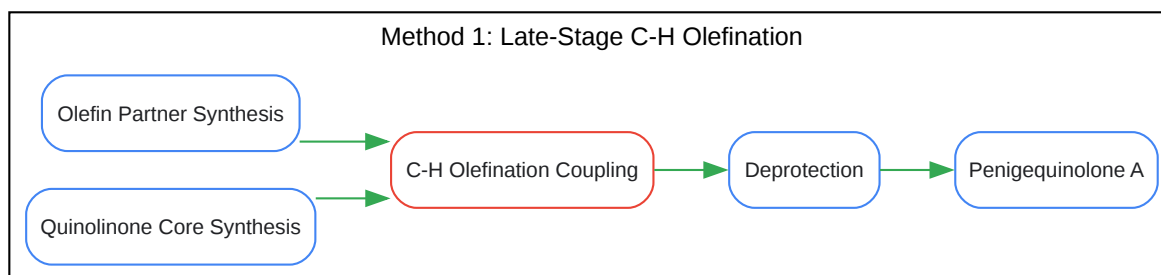 Method 1: Late-Stage C-H Olefination
Olefin Partner Synthesis
Quinolinone Core Synthesis
C-H Olefination Coupling
Deprotection
Penigequinolone A